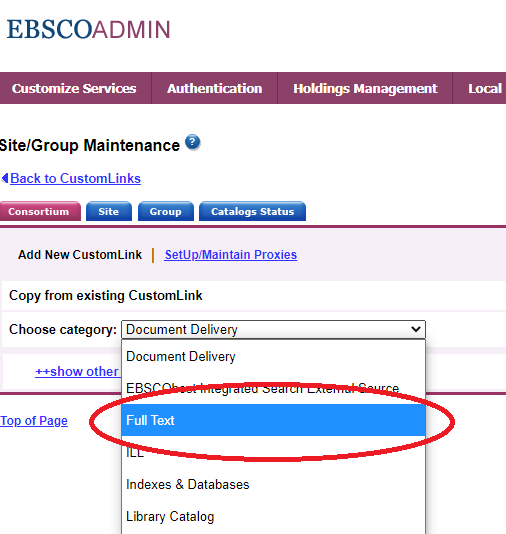 EBSCOADMIN
Customize Services Authentication Holdings Management Local
Site/Group Maintenance ?
Back to CustomLinks
Consortium Site Group Catalogs Status
Add New CustomLink | SetUp/Maintain Proxies
Copy from existing CustomLink
Choose category: Document Delivery
Document Delivery
++show other
EBSCOhost Integrated Search External Source
Top of Page
Full Text
ILL
Indexes & Databases
Library Catalog